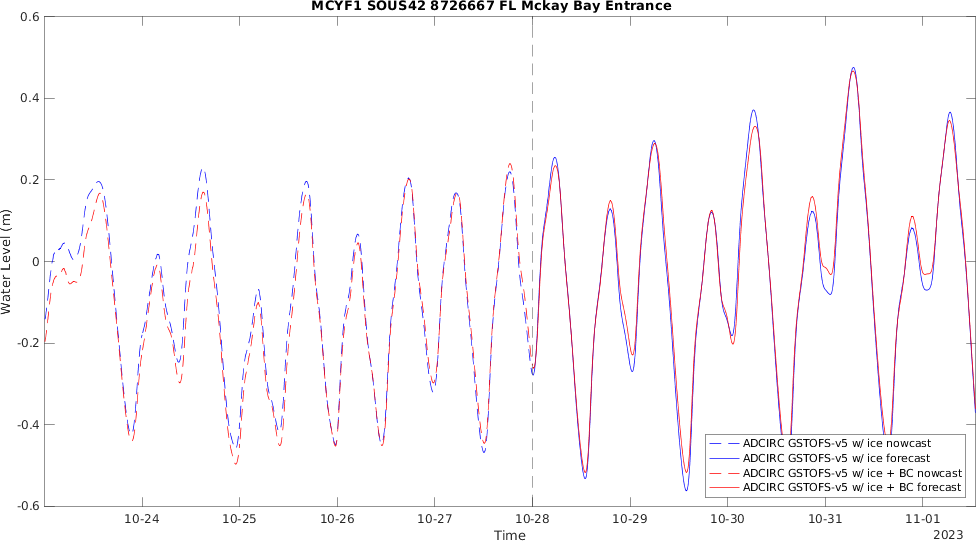 MCYF1 SOUS42 8726667 FL Mckay Bay Entrance
0.6
0.4
0.2
0
-0.2
-0.4
-0.6
Water Level (m)
ADCIRC GSTOFS-v5 w/ ice nowcast
ADCIRC GSTOFS-v5 w/ ice forecast
ADCIRC GSTOFS-v5 w/ ice + BC nowcast
ADCIRC GSTOFS-v5 w/ ice + BC forecast
10-24 10-25 10-26 10-27 10-28 10-29 10-30 10-31 11-01
Time
2023